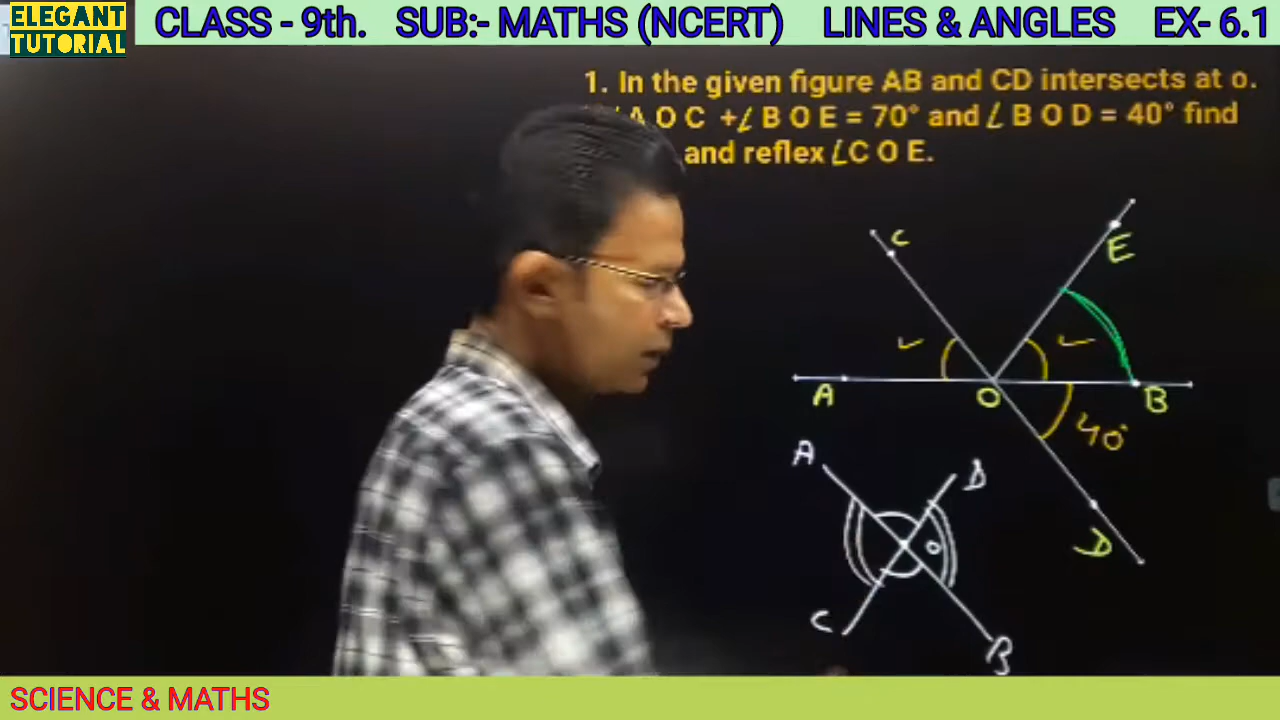 ELEGANT
TUTORIAL
CLASS - 9th. SUB:- MATHS (NCERT) LINES & ANGLES EX- 6.1
1. In the given figure AB and CD intersects at o.
A O C +∠ B O E = 70° and ∠ B O D = 40° find
and reflex ∠C O E.
C
E
A
O
B
40°
A
D
O
D
C
B
SCIENCE & MATHS